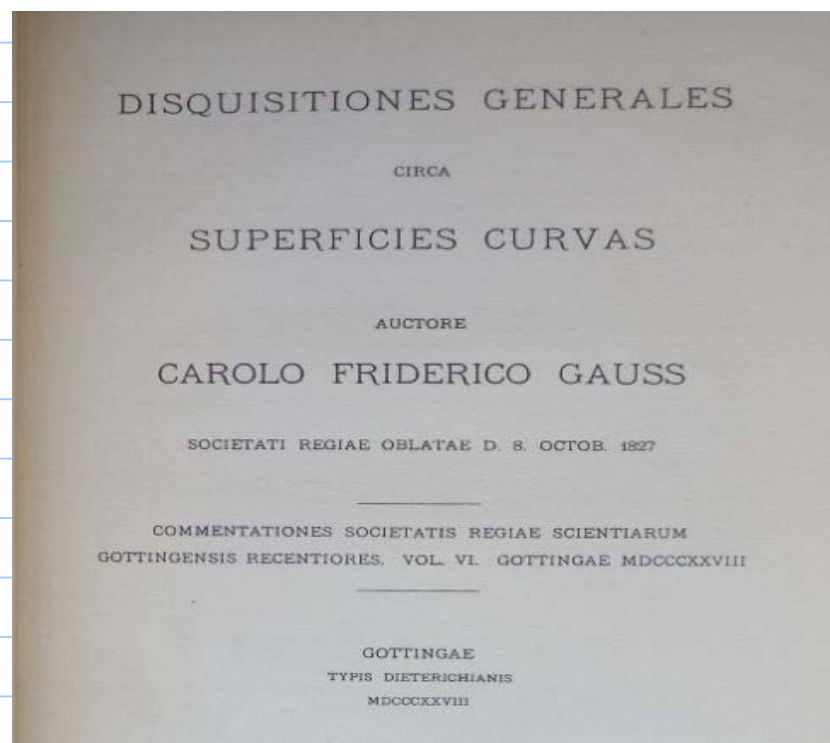 DISQUISITIONES GENERALES
CIRCA
SUPERFICIES CURVAS
AUCTORE
CAROLO FRIDERICO GAUSS
SOCIETATI REGIAE OBLATAE D. 8. OCTOB. 1827
COMMENTATIONES SOCIETATIS REGIAE SCIENTIARUM
GOTTINGENSIS RECENTIORES. VOL. VI. GOTTINGAE MDCCCXXVIII
GOTTINGAE
TYPIS DIETERICHIANIS
MDCCCXXVIII